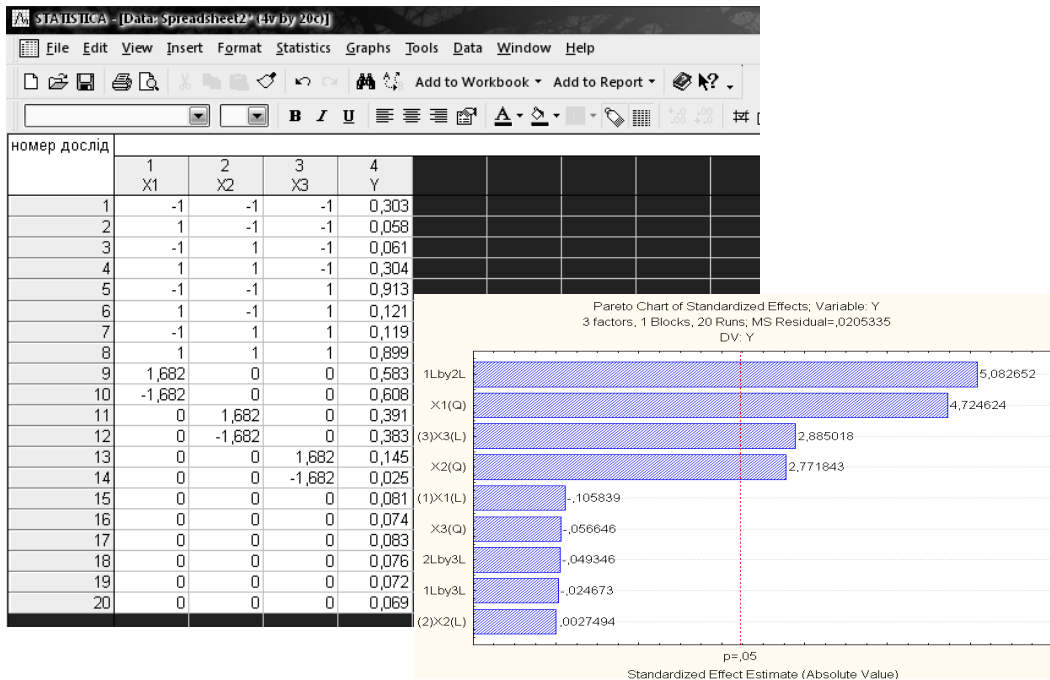 STATISTICA - [Data: Spreadsheet2* (4v by 20c)]
File Edit View Insert Format Statistics Graphs Tools Data Window Help
Add to Workbook Add to Report
B I U A
номер дослід
1 2 3 4
X1 X2 X3 Y
1 -1 -1 -1 0,303
2 1 -1 -1 0,058
3 -1 1 -1 0,061
4 1 1 -1 0,304
5 -1 -1 1 0,913
6 1 -1 1 0,121
7 -1 1 1 0,119
8 1 1 1 0,899
9 1,682 0 0 0,583
10 -1,682 0 0 0,608
11 0 1,682 0 0,391
12 0 -1,682 0 0,383
13 0 0 1,682 0,145
14 0 0 -1,682 0,025
15 0 0 0 0,081
16 0 0 0 0,074
17 0 0 0 0,083
18 0 0 0 0,076
19 0 0 0 0,072
20 0 0 0 0,069
Pareto Chart of Standardized Effects; Variable: Y
3 factors, 1 Blocks, 20 Runs; MS Residual=,0205335
DV: Y
1Lby2L 5,082652
X1(Q) 4,724624
(3)X3(L) 2,885018
X2(Q) 2,771843
(1)X1(L) -,105839
X3(Q) -,056646
2Lby3L -,049346
1Lby3L -,024673
(2)X2(L) ,0027494
p=,05
Standardized Effect Estimate (Absolute Value)